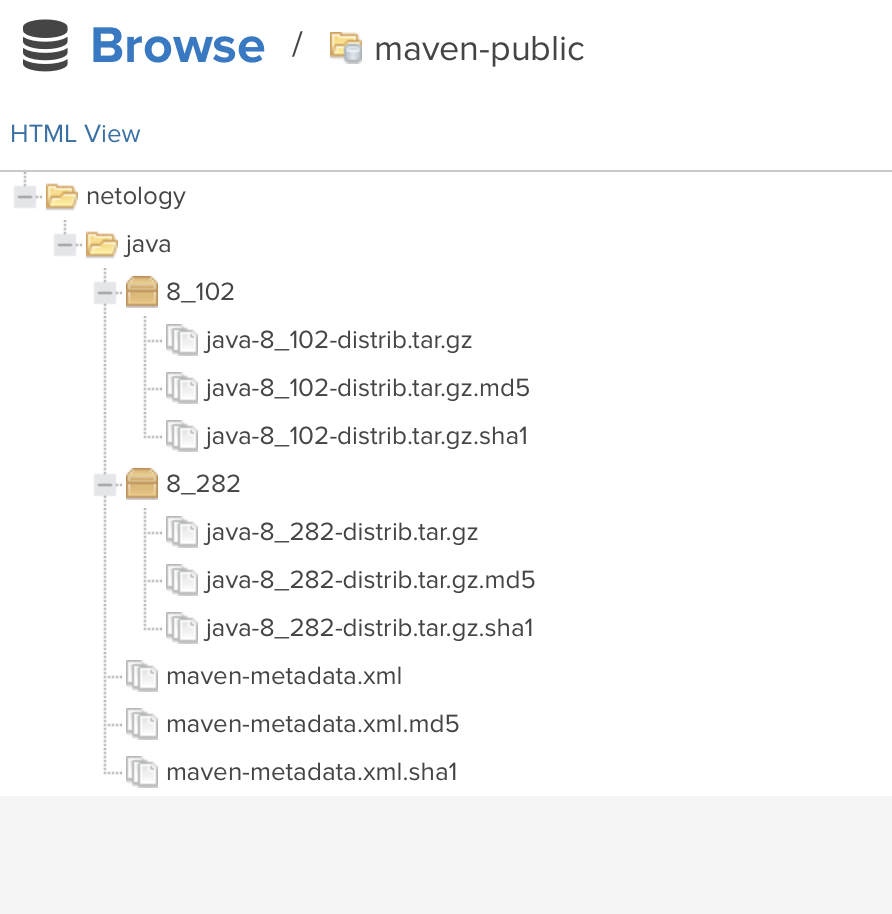 Browse / maven-public
HTML View
netology
java
8_102
java-8_102-distrib.tar.gz
java-8_102-distrib.tar.gz.md5
java-8_102-distrib.tar.gz.sha1
8_282
java-8_282-distrib.tar.gz
java-8_282-distrib.tar.gz.md5
java-8_282-distrib.tar.gz.sha1
maven-metadata.xml
maven-metadata.xml.md5
maven-metadata.xml.sha1